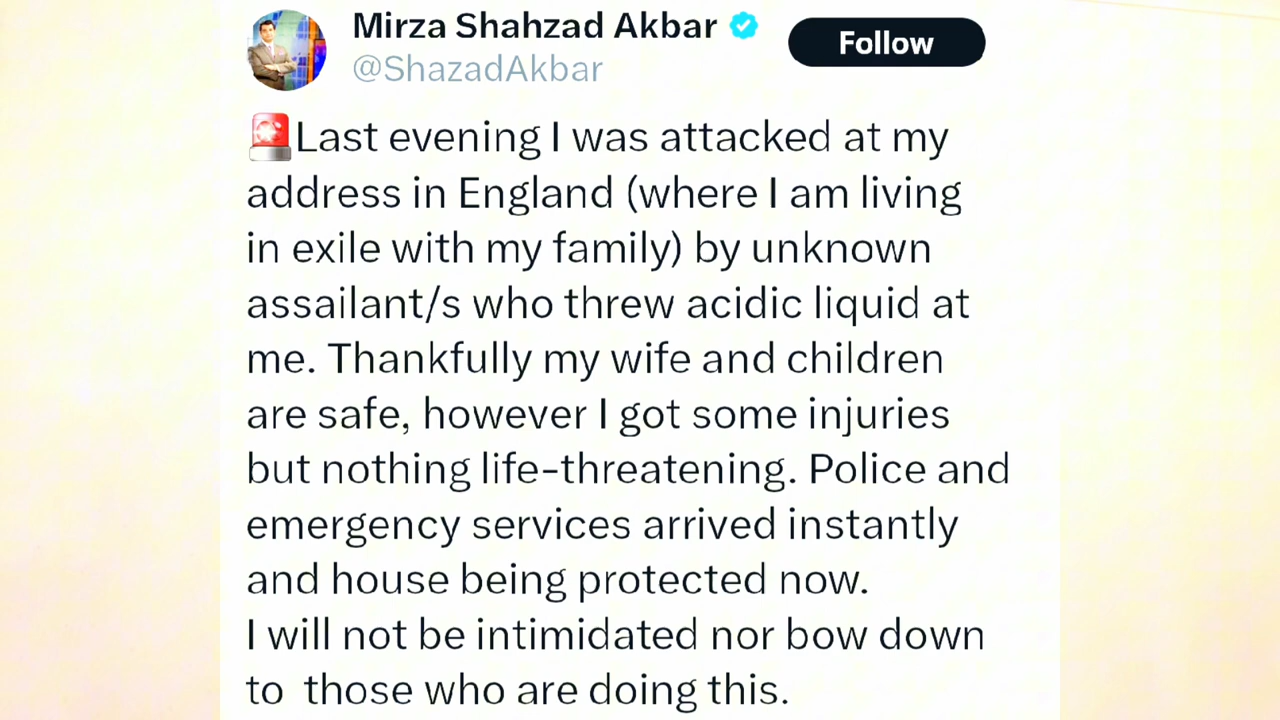 Mirza Shahzad Akbar
Follow
@ShazadAkbar
🚨Last evening I was attacked at my
address in England (where I am living
in exile with my family) by unknown
assailant/s who threw acidic liquid at
me. Thankfully my wife and children
are safe, however I got some injuries
but nothing life-threatening. Police and
emergency services arrived instantly
and house being protected now.
I will not be intimidated nor bow down
to  those who are doing this.